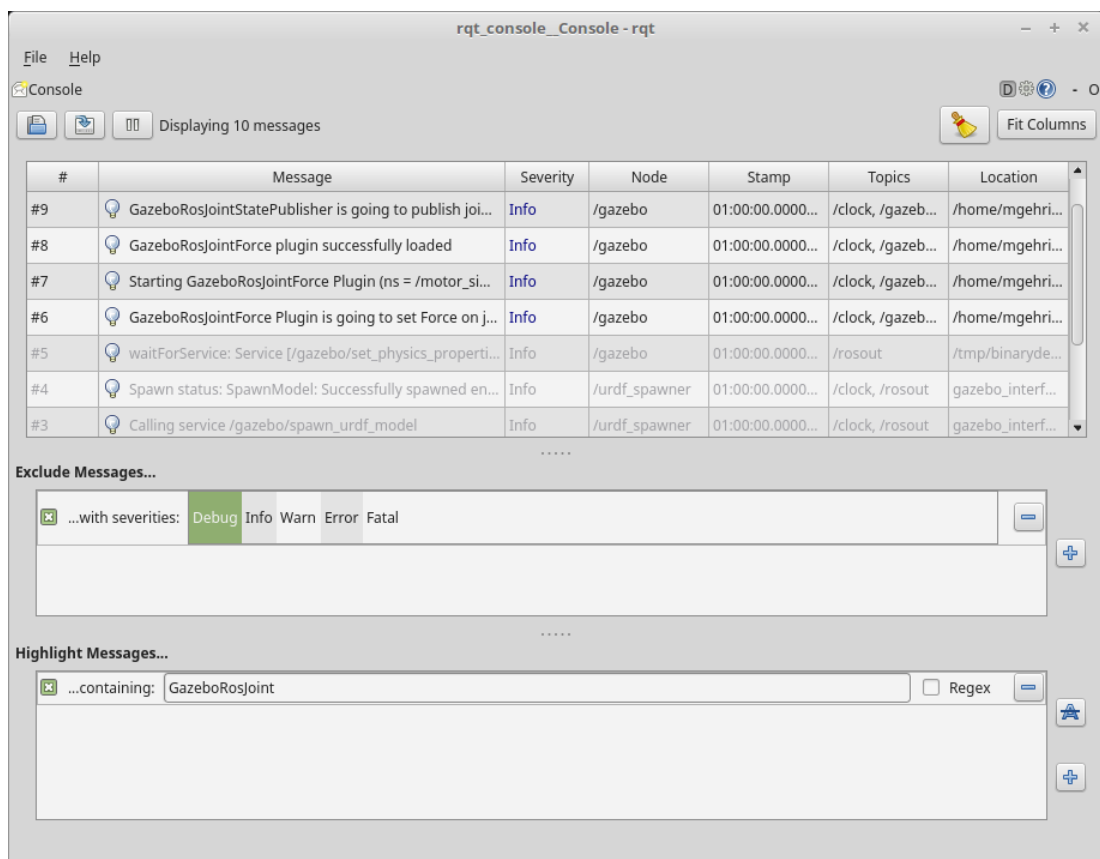 rqt_console__Console - rqt
File Help
Console D - O
Displaying 10 messages Fit Columns
# Message Severity Node Stamp Topics Location
#9 GazeboRosJointStatePublisher is going to publish joi... Info /gazebo 01:00:00.0000... /clock, /gazeb... /home/mgehri...
#8 GazeboRosJointForce plugin successfully loaded Info /gazebo 01:00:00.0000... /clock, /gazeb... /home/mgehri...
#7 Starting GazeboRosJointForce Plugin (ns = /motor_si... Info /gazebo 01:00:00.0000... /clock, /gazeb... /home/mgehri...
#6 GazeboRosJointForce Plugin is going to set Force on j... Info /gazebo 01:00:00.0000... /clock, /gazeb... /home/mgehri...
#5 waitForService: Service [/gazebo/set_physics_properti... Info /gazebo 01:00:00.0000... /rosout /tmp/binaryde...
#4 Spawn status: SpawnModel: Successfully spawned en... Info /urdf_spawner 01:00:00.0000... /clock, /rosout gazebo_interf...
#3 Calling service /gazebo/spawn_urdf_model Info /urdf_spawner 01:00:00.0000... /clock, /rosout gazebo_interf...
Exclude Messages...
...with severities: Debug Info Warn Error Fatal
Highlight Messages...
...containing: GazeboRosJoint Regex